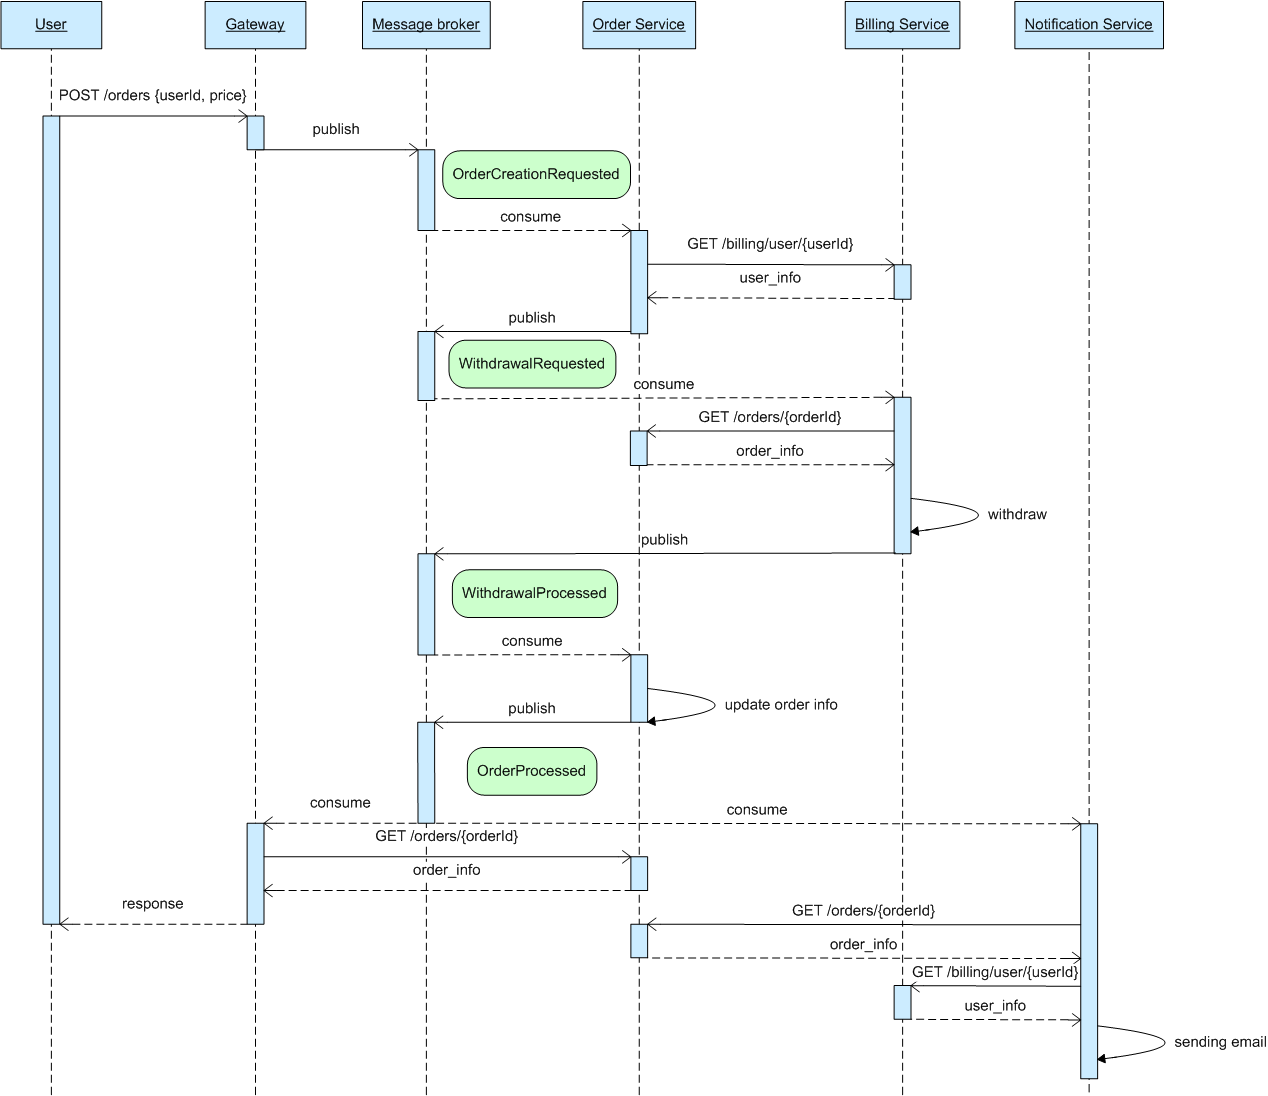 User
Gateway
Message broker
Order Service
Billing Service
Notification Service
POST /orders {userId, price}
publish
OrderCreationRequested
consume
GET /billing/user/{userId}
user_info
publish
WithdrawalRequested
consume
GET /orders/{orderId}
order_info
withdraw
publish
WithdrawalProcessed
consume
update order info
publish
OrderProcessed
consume
consume
GET /orders/{orderId}
order_info
response
GET /orders/{orderId}
order_info
GET /billing/user/{userId}
user_info
sending email